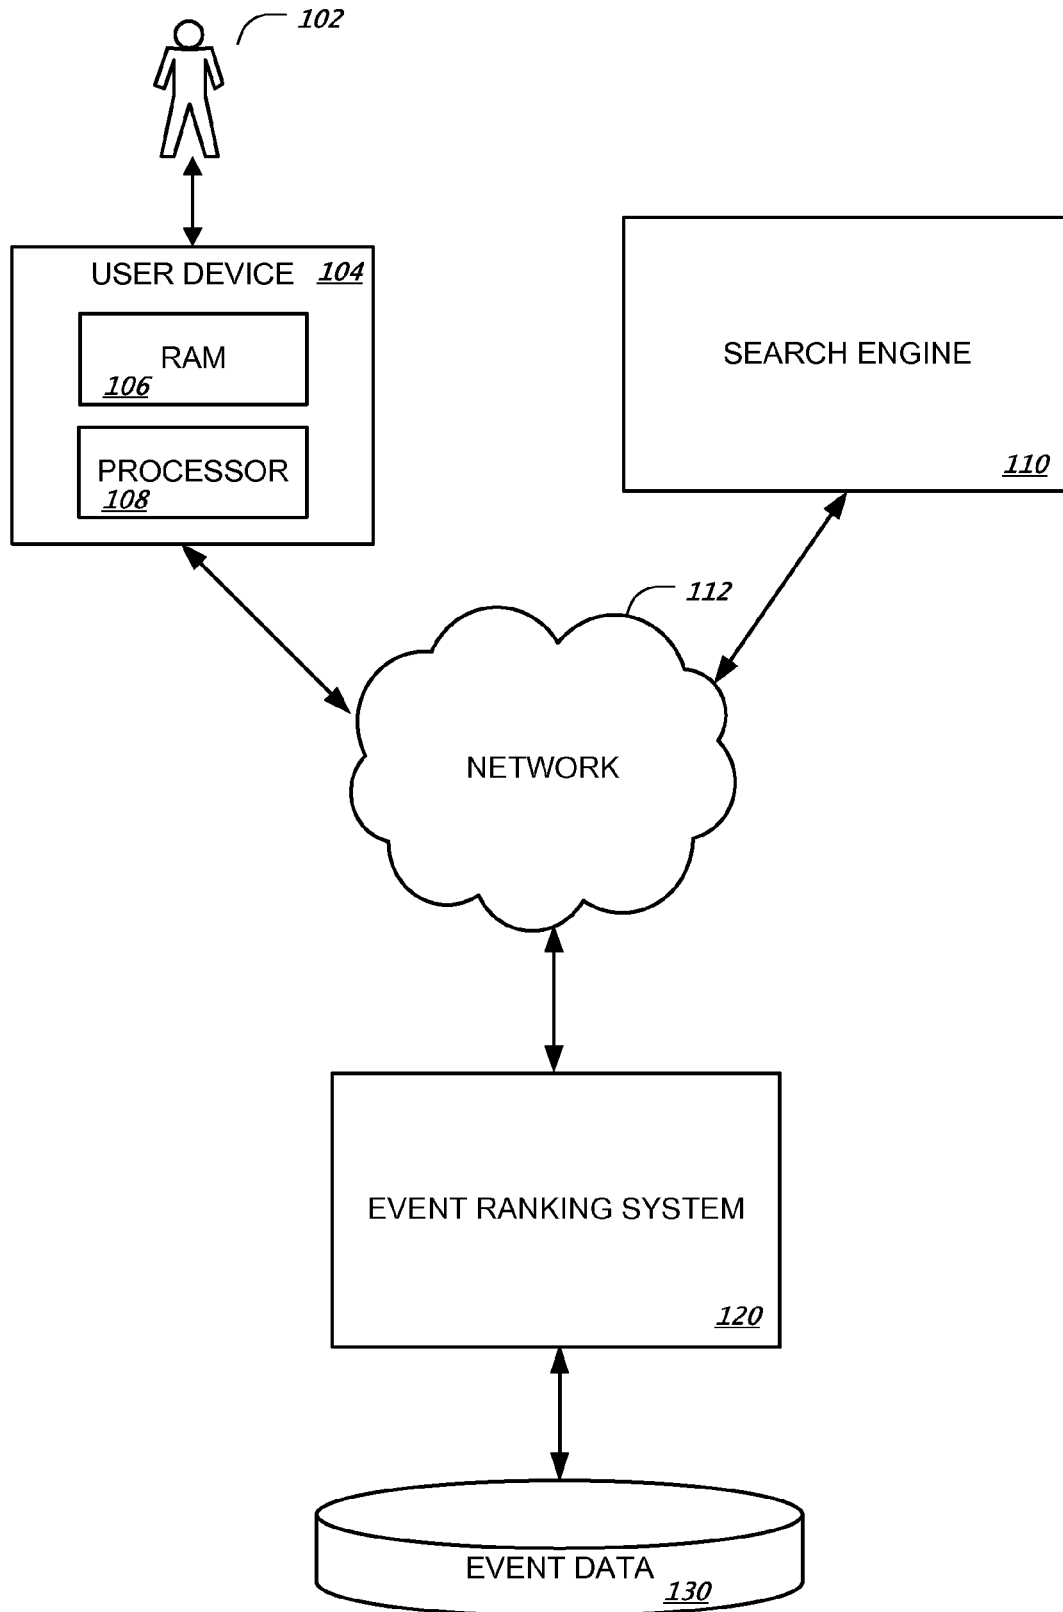 102
USER DEVICE 104
RAM
106
PROCESSOR
108
SEARCH ENGINE
110
112
NETWORK
EVENT RANKING SYSTEM
120
EVENT DATA
130